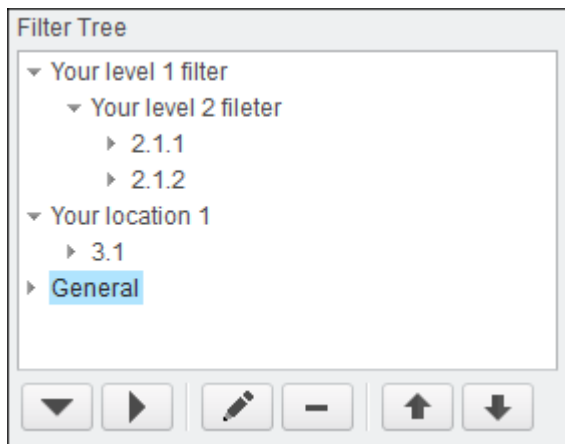 Filter Tree
Your level 1 filter
Your level 2 fileter
2.1.1
2.1.2
Your location 1
3.1
General